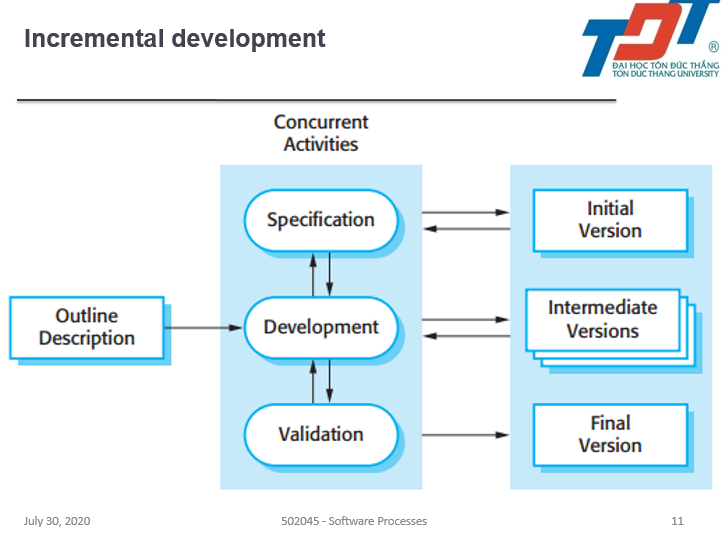 Incremental development
TDT
®
ĐẠI HỌC TÔN ĐỨC THẮNG
TON DUC THANG UNIVERSITY
Concurrent
Activities
Specification
Initial
Version
Outline
Description
Development
Intermediate
Versions
Validation
Final
Version
July 30, 2020
502045 - Software Processes
11